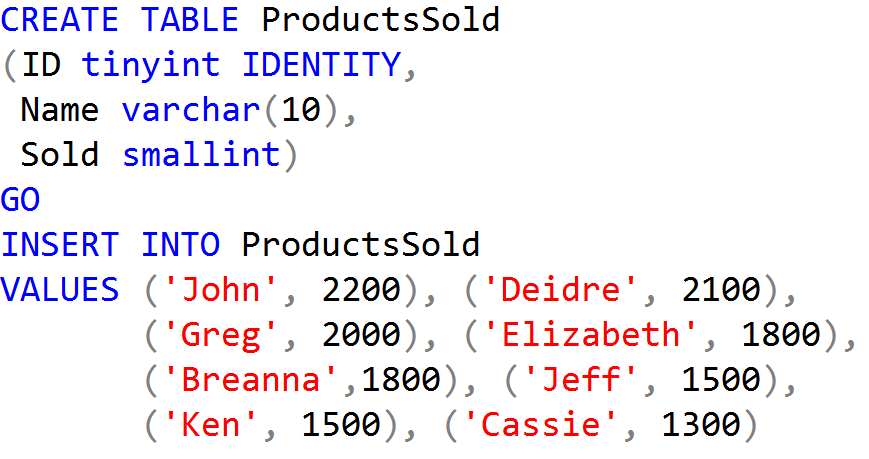 CREATE TABLE ProductsSold
(ID tinyint IDENTITY,
Name varchar(10),
Sold smallint)
GO
INSERT INTO ProductsSold
VALUES ('John', 2200), ('Deidre', 2100),
('Greg', 2000), ('Elizabeth', 1800),
('Breanna',1800), ('Jeff', 1500),
('Ken', 1500), ('Cassie', 1300)